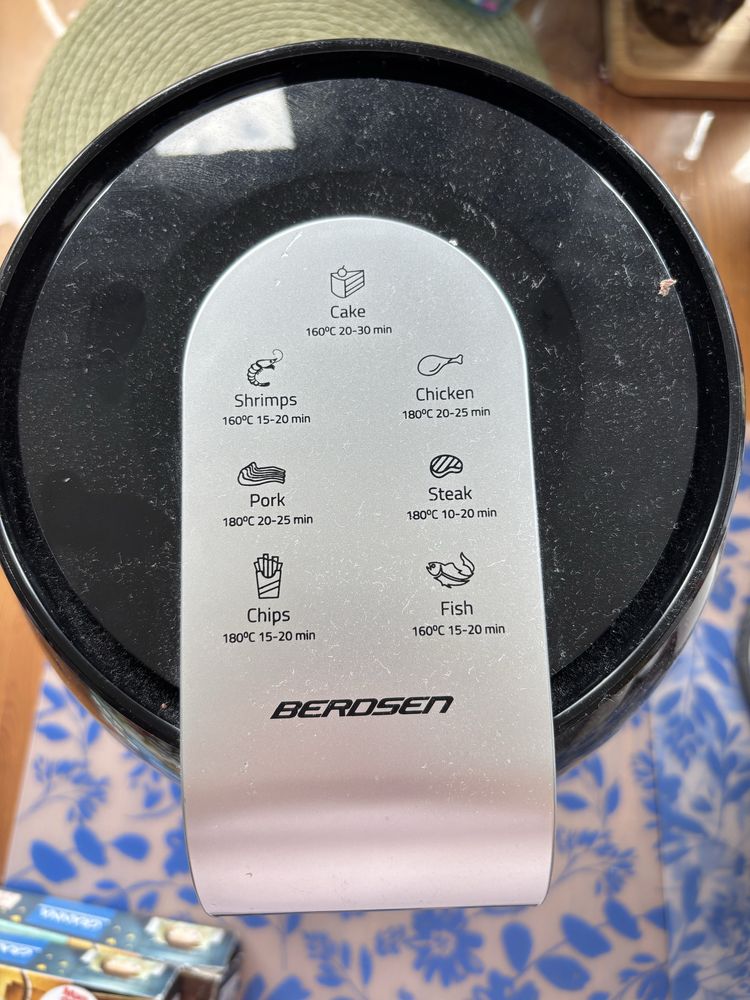 Cake
160ºC 20-30 min
Shrimps
160ºC 15-20 min
Chicken
180ºC 20-25 min
Pork
180ºC 20-25 min
Steak
180ºC 10-20 min
Chips
180ºC 15-20 min
Fish
160ºC 15-20 min
BERDSEN